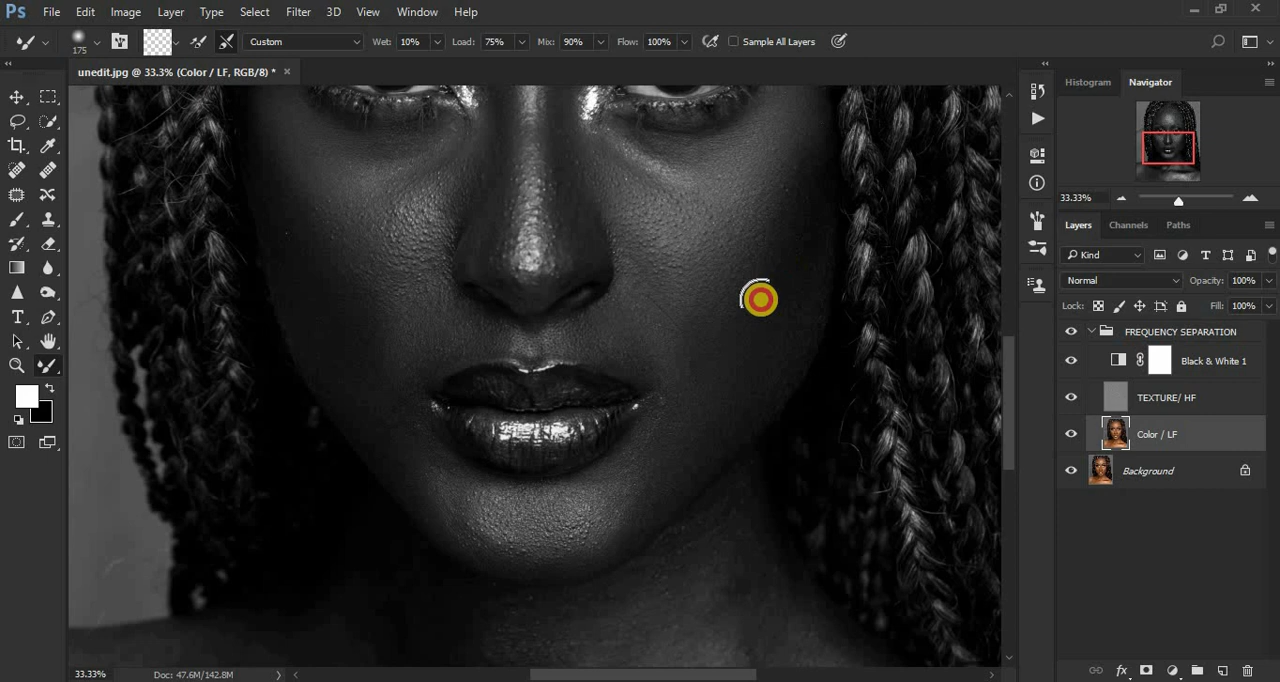 Ps File Edit Image Layer Type Select Filter 3D View Window Help
175 Custom Wet: 10% Load: 75% Mix: 90% Flow: 100% Sample All Layers
unedit.jpg @ 33.3% (Color / LF, RGB/8) * ×
Histogram Navigator
33.33%
Layers Channels Paths
Kind
Normal Opacity: 100%
Lock: Fill: 100%
FREQUENCY SEPARATION
Black & White 1
TEXTURE/ HF
Color / LF
Background
33.33% Doc: 47.6M/142.8M